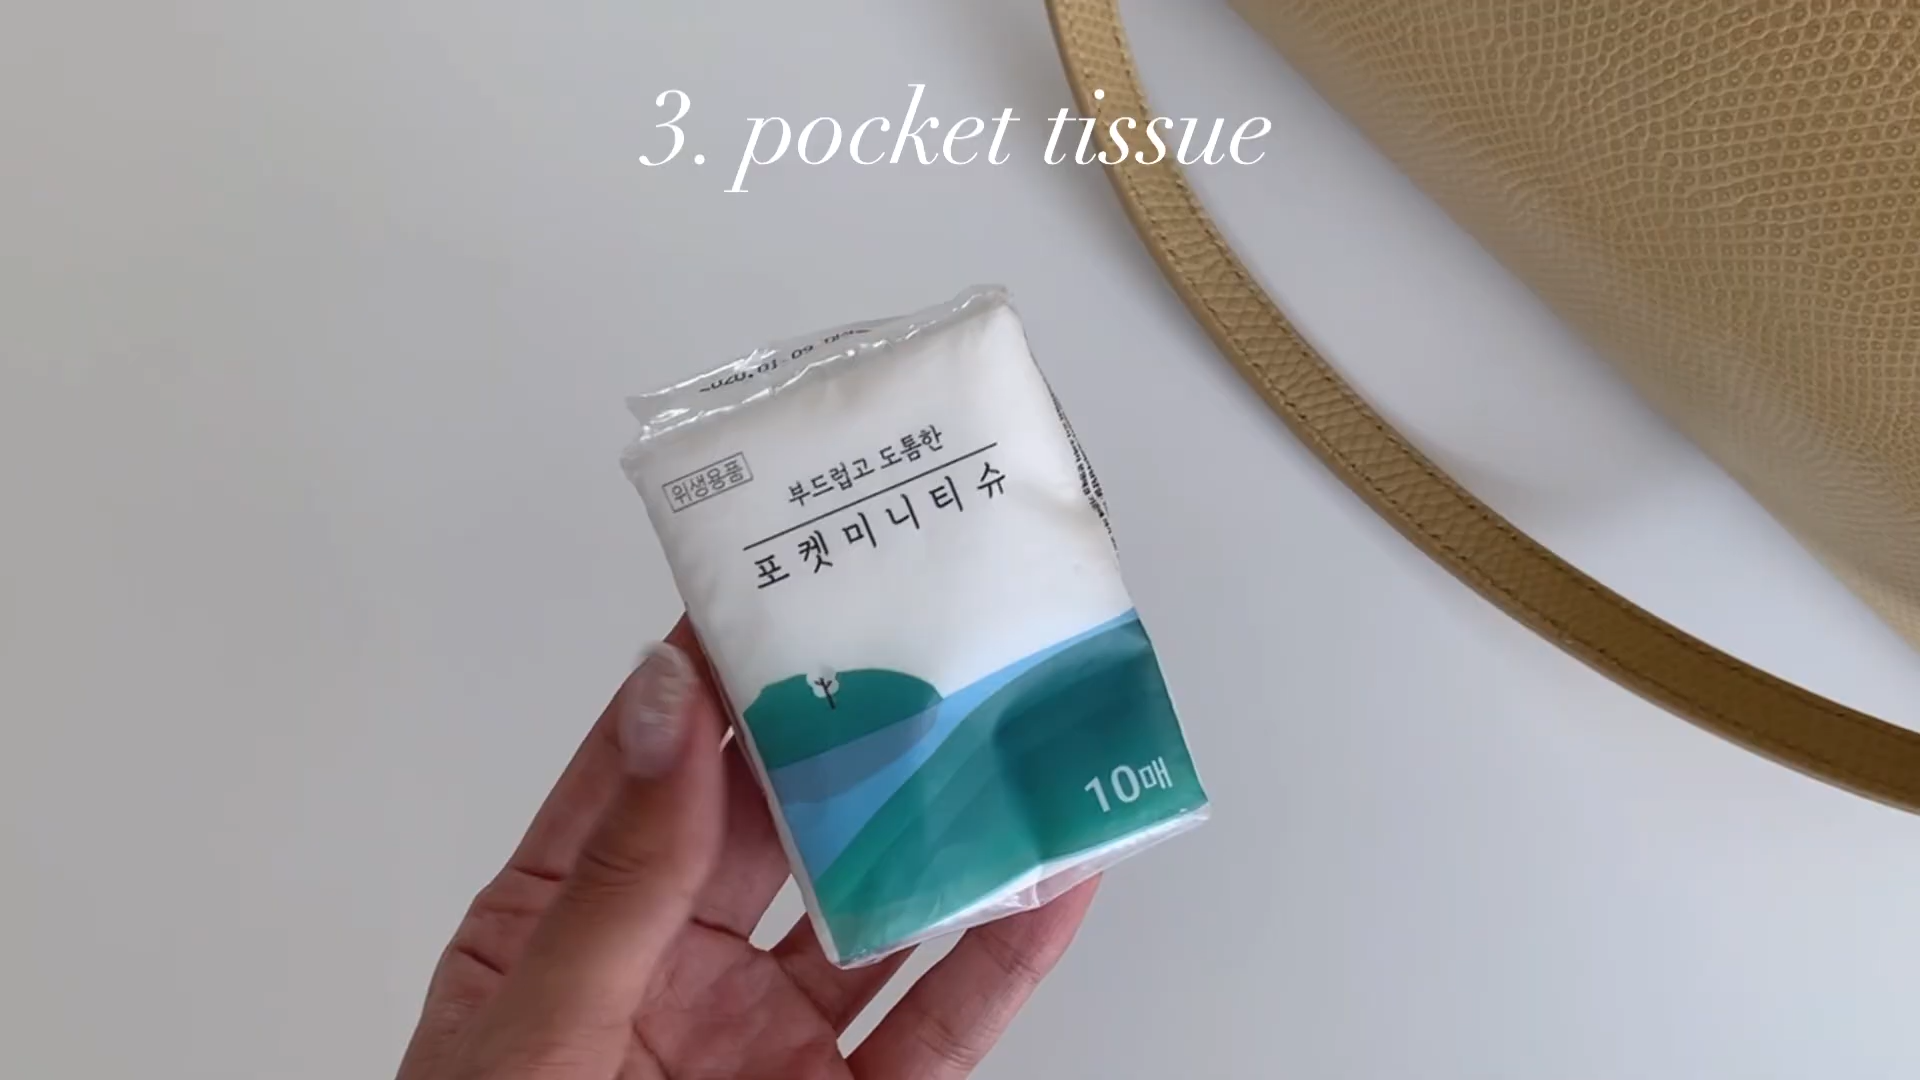 3. pocket tissue
위생용품
부드럽고 도톰한
포켓미니티슈
10매